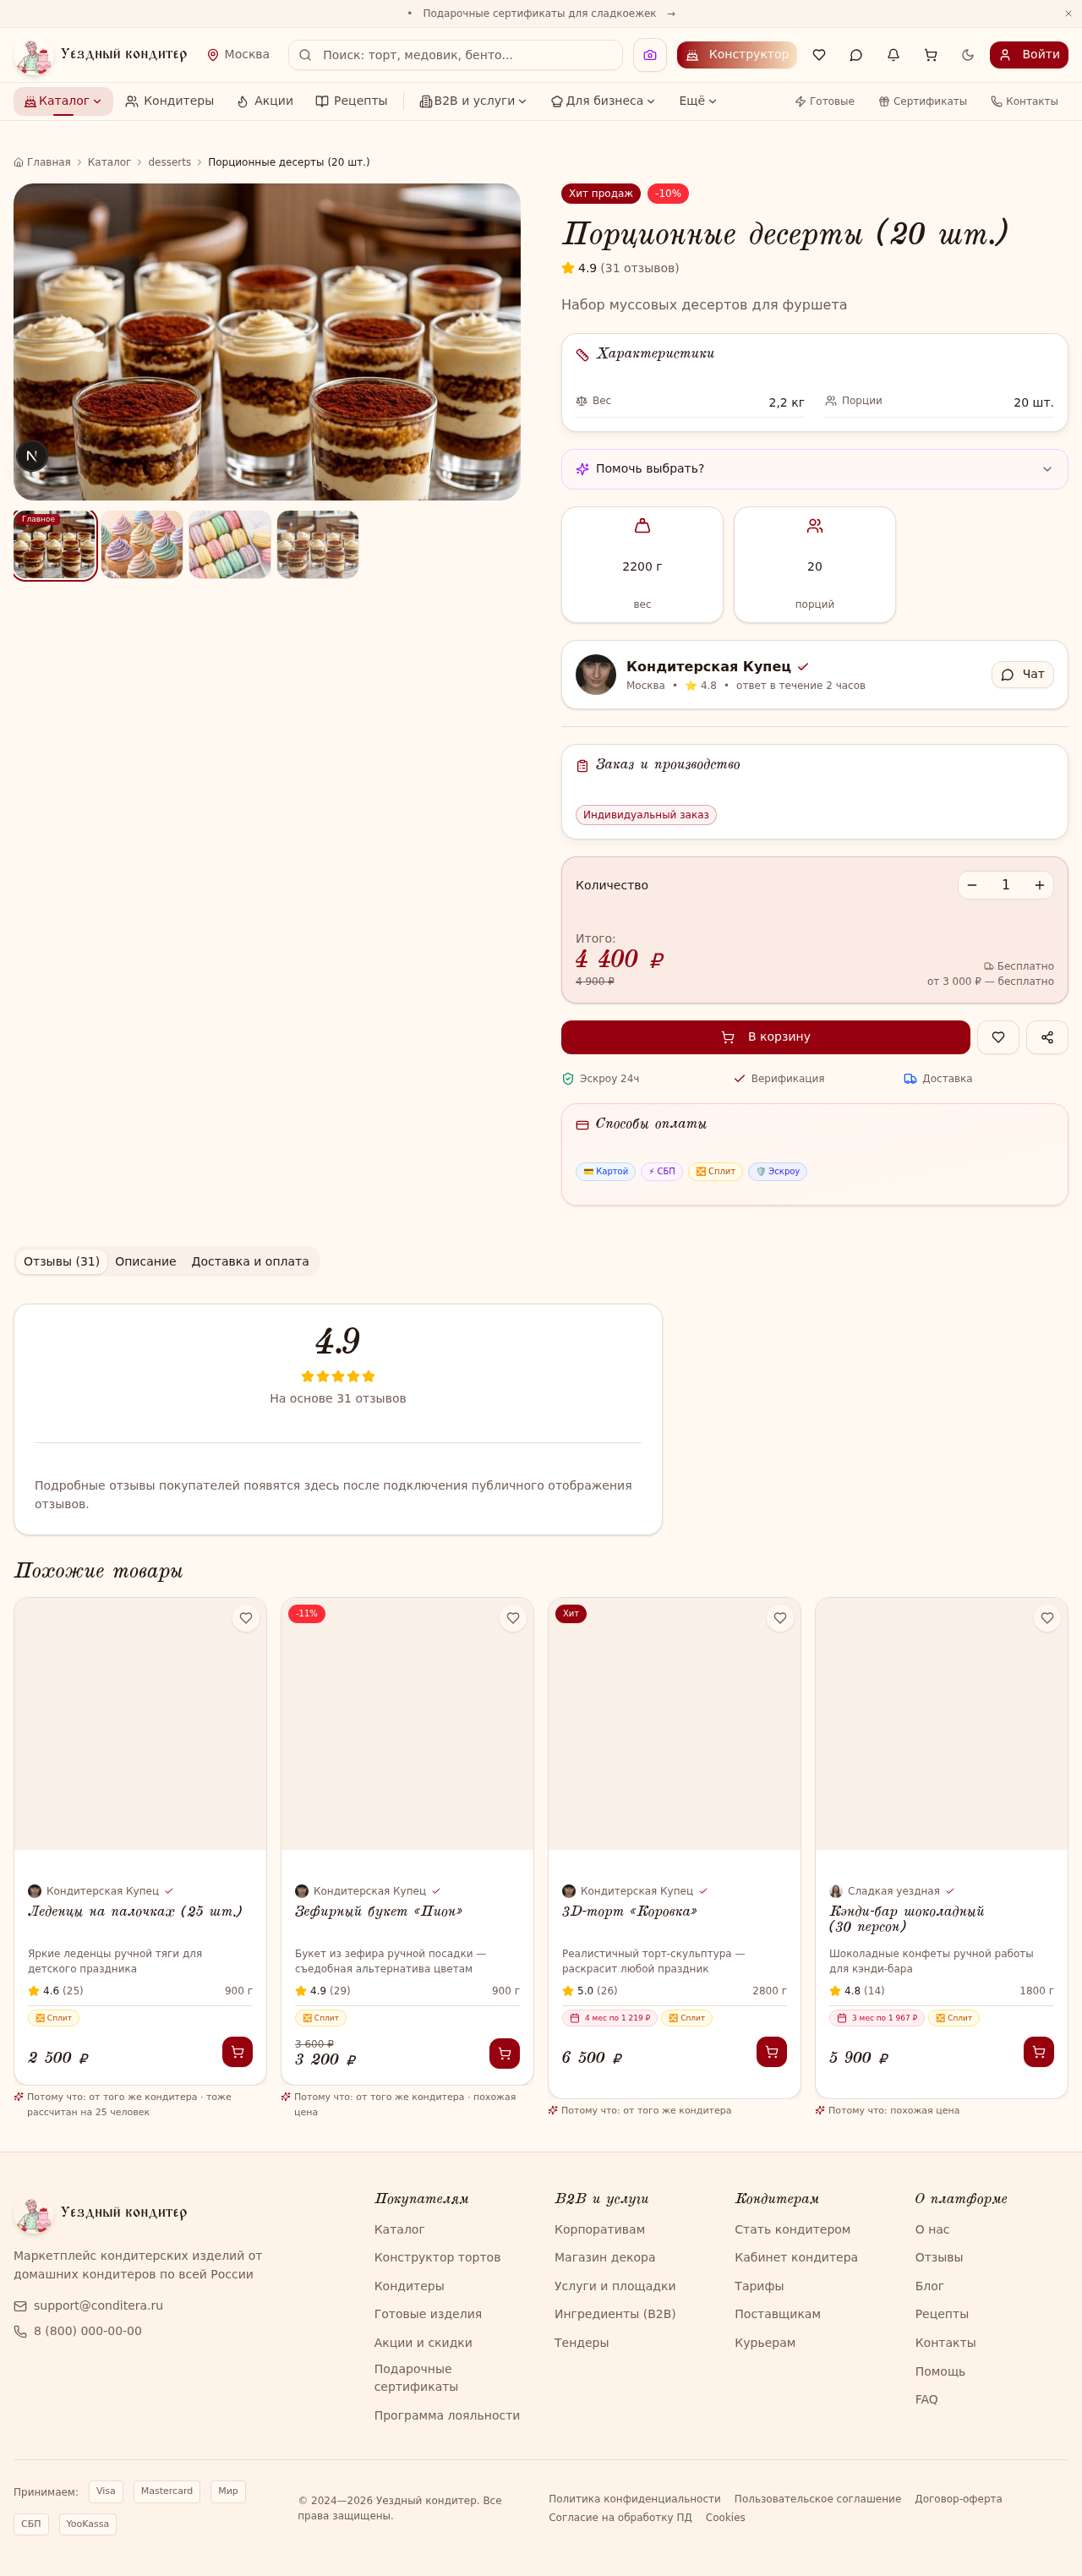 • Подарочные сертификаты для сладкоежек →
Уездный кондитер
Москва
Поиск: торт, медовик, бенто...
Конструктор
Войти
Каталог
Кондитеры
Акции
Рецепты
B2B и услуги
Для бизнеса
Ещё
Готовые
Сертификаты
Контакты
Главная > Каталог > desserts > Порционные десерты (20 шт.)
N
Главное
Хит продаж
-10%
Порционные десерты (20 шт.)
4.9 (31 отзывов)
Набор муссовых десертов для фуршета
Характеристики
Вес 2,2 кг
Порции 20 шт.
Помочь выбрать?
2200 г
вес
20
порций
Кондитерская Купец
Москва • 4.8 • ответ в течение 2 часов
Чат
Заказ и производство
Индивидуальный заказ
Количество
1
Итого:
4 400 ₽
4 900 ₽
Бесплатно
от 3 000 ₽ — бесплатно
В корзину
Эскроу 24ч
Верификация
Доставка
Способы оплаты
Картой
СБП
Сплит
Эскроу
Отзывы (31)
Описание
Доставка и оплата
4.9
На основе 31 отзывов
Подробные отзывы покупателей появятся здесь после подключения публичного отображения
отзывов.
Похожие товары
Кондитерская Купец
Леденцы на палочках (25 шт.)
Яркие леденцы ручной тяги для
детского праздника
4.6 (25)
900 г
Сплит
2 500 ₽
Потому что: от того же кондитера · тоже
рассчитан на 25 человек
-11%
Кондитерская Купец
Зефирный букет «Пион»
Букет из зефира ручной посадки —
съедобная альтернатива цветам
4.9 (29)
900 г
Сплит
3 600 ₽
3 200 ₽
Потому что: от того же кондитера · похожая
цена
Хит
Кондитерская Купец
3D-торт «Коровка»
Реалистичный торт-скульптура —
раскрасит любой праздник
5.0 (26)
2800 г
4 мес по 1 219 ₽
Сплит
6 500 ₽
Потому что: от того же кондитера
Сладкая уездная
Кэнди-бар шоколадный
(30 персон)
Шоколадные конфеты ручной работы
для кэнди-бара
4.8 (14)
1800 г
3 мес по 1 967 ₽
Сплит
5 900 ₽
Потому что: похожая цена
Уездный кондитер
Маркетплейс кондитерских изделий от
домашних кондитеров по всей России
support@conditera.ru
8 (800) 000-00-00
Покупателям
Каталог
Конструктор тортов
Кондитеры
Готовые изделия
Акции и скидки
Подарочные
сертификаты
Программа лояльности
B2B и услуги
Корпоративам
Магазин декора
Услуги и площадки
Ингредиенты (B2B)
Тендеры
Кондитерам
Стать кондитером
Кабинет кондитера
Тарифы
Поставщикам
Курьерам
О платформе
О нас
Отзывы
Блог
Рецепты
Контакты
Помощь
FAQ
Принимаем:
Visa
Mastercard
Мир
СБП
YooKassa
© 2024—2026 Уездный кондитер. Все
права защищены.
Политика конфиденциальности
Пользовательское соглашение
Договор-оферта
Согласие на обработку ПД
Cookies